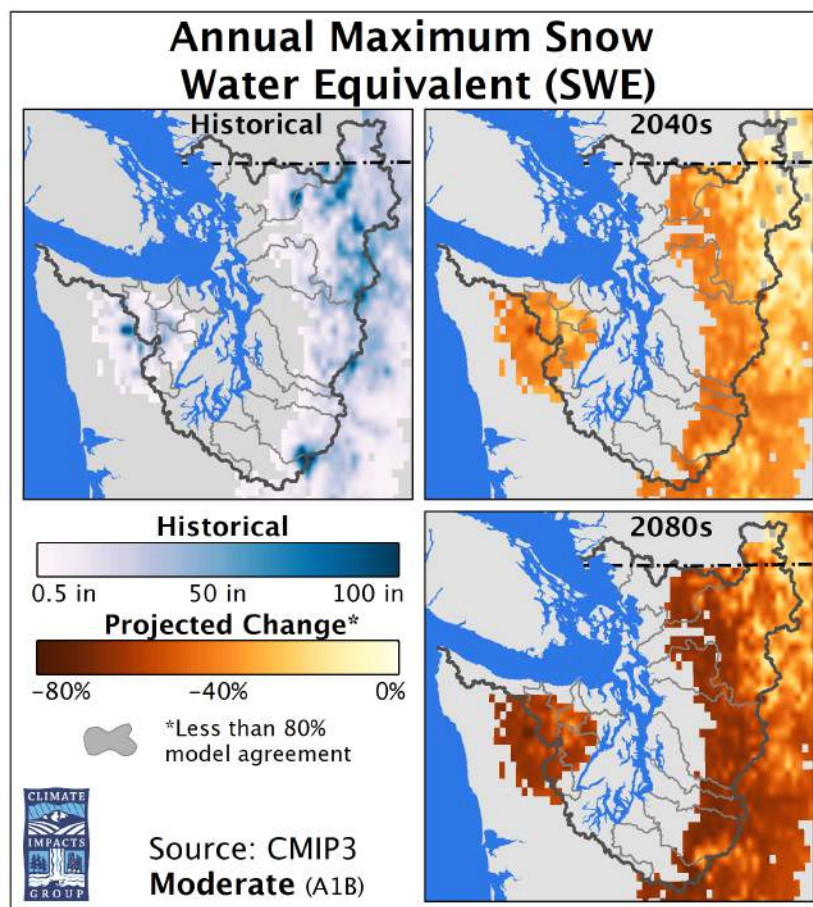 Annual Maximum Snow
Water Equivalent (SWE)
Historical
2040s
Historical
0.5 in 50 in 100 in
Projected Change*
−80% −40% 0%
*Less than 80%
model agreement
2080s
CLIMATE
IMPACTS
GROUP
Source: CMIP3
Moderate (A1B)